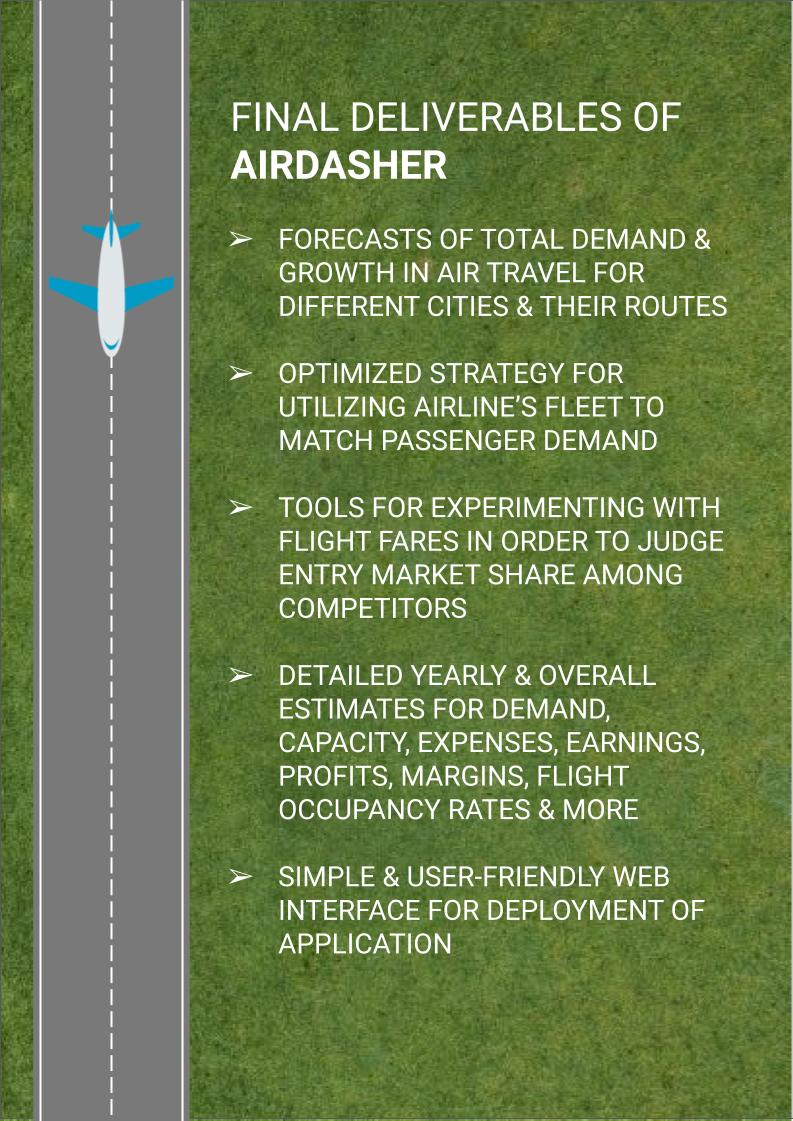 FINAL DELIVERABLES OF
AIRDASHER
➢ FORECASTS OF TOTAL DEMAND &
GROWTH IN AIR TRAVEL FOR
DIFFERENT CITIES & THEIR ROUTES
➢ OPTIMIZED STRATEGY FOR
UTILIZING AIRLINE’S FLEET TO
MATCH PASSENGER DEMAND
➢ TOOLS FOR EXPERIMENTING WITH
FLIGHT FARES IN ORDER TO JUDGE
ENTRY MARKET SHARE AMONG
COMPETITORS
➢ DETAILED YEARLY & OVERALL
ESTIMATES FOR DEMAND,
CAPACITY, EXPENSES, EARNINGS,
PROFITS, MARGINS, FLIGHT
OCCUPANCY RATES & MORE
➢ SIMPLE & USER-FRIENDLY WEB
INTERFACE FOR DEPLOYMENT OF
APPLICATION